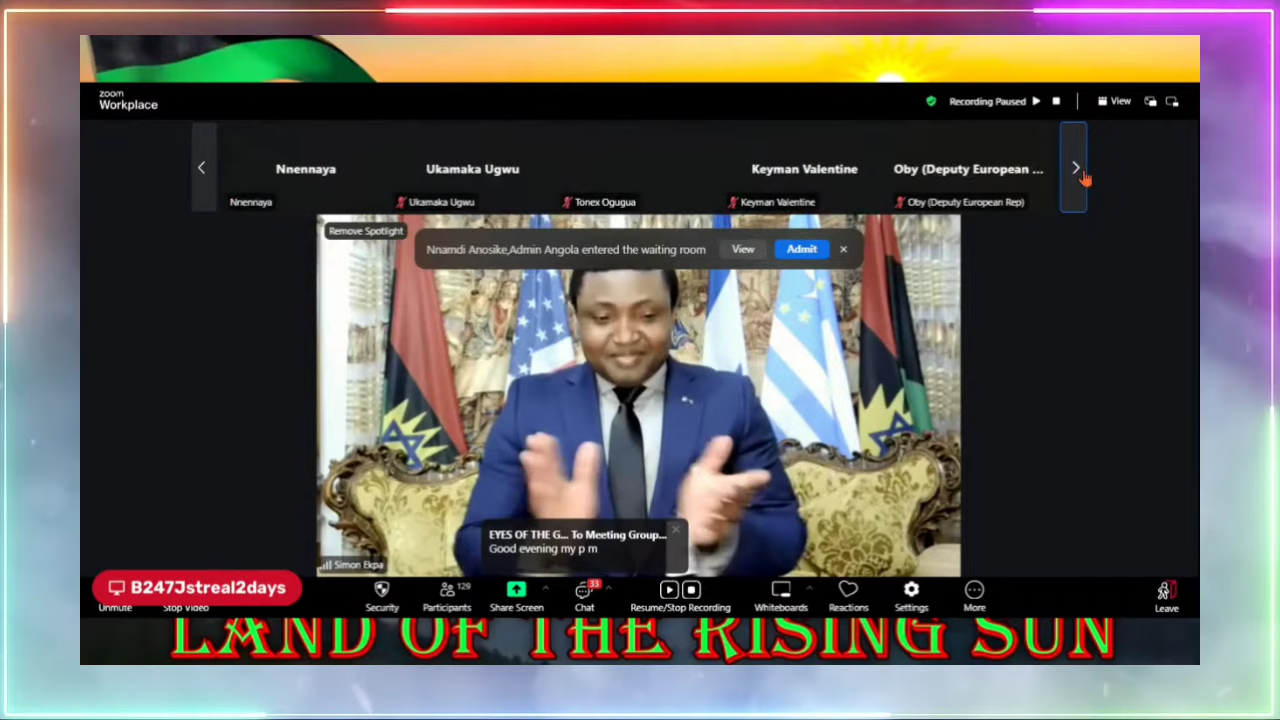 zoom
Workplace
Recording Paused
View
Nnennaya
Ukamaka Ugwu
Keyman Valentine
Oby (Deputy European ...
Nnennaya
Ukamaka Ugwu
Tonex Ogugua
Keyman Valentine
Oby (Deputy European Rep)
Remove Spotlight
Nnamdi Anosike,Admin Angola entered the waiting room
View
Admit
EYES OF THE G... To Meeting Group...
Good evening my p m
Simon Ekpa
B247Jstreal2days
Unmute
Stop Video
Security
129
Participants
Share Screen
33
Chat
Resume/Stop Recording
Whiteboards
Reactions
Settings
More
Leave
LAND OF THE RISING SUN